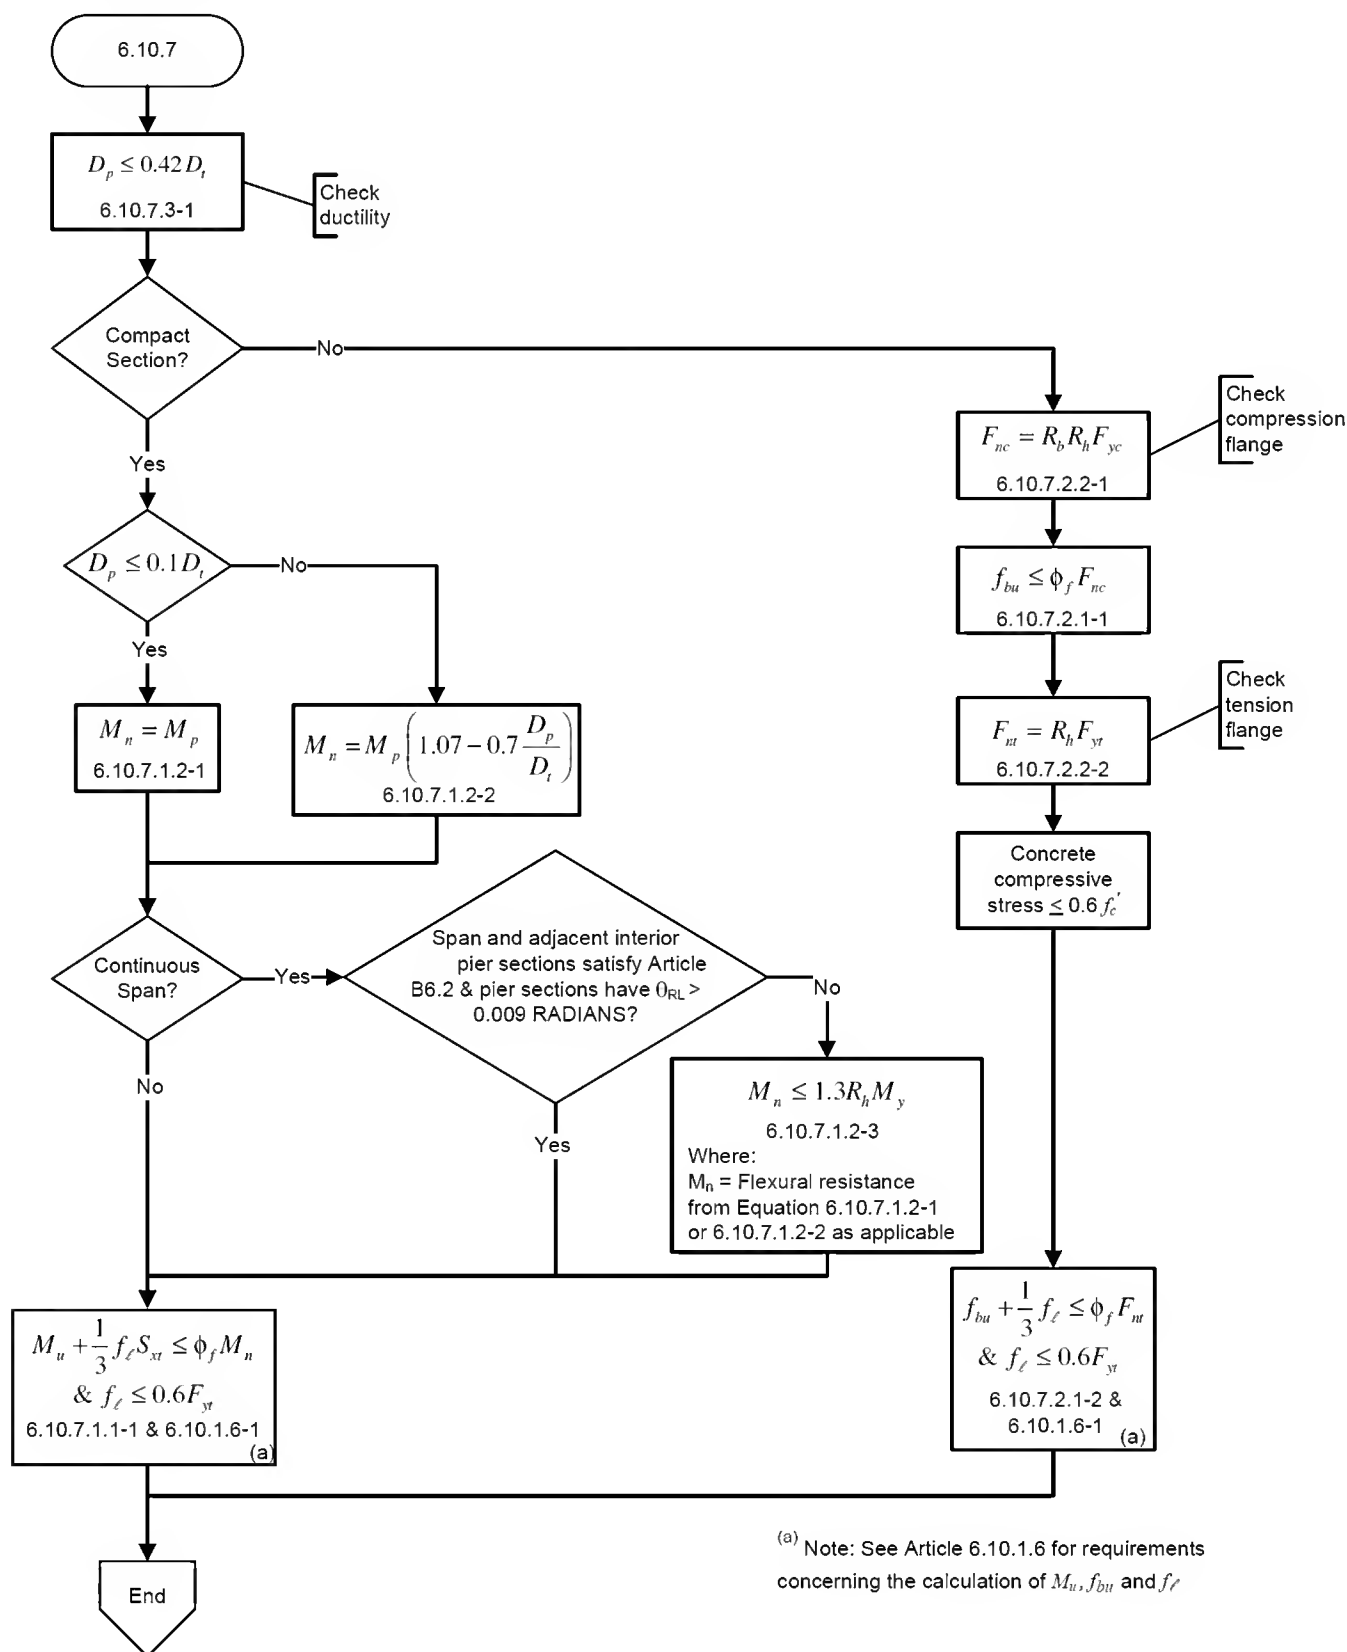 6.10.7
D_p ≤ 0.42 D_t
6.10.7.3-1
Check
ductility
Compact
Section?
No
Yes
Check
compression
flange
F_nc = R_b R_h F_yc
6.10.7.2.2-1
D_p ≤ 0.1 D_t
No
Yes
f_bu ≤ ϕ_f F_nc
6.10.7.2.1-1
Check
tension
flange
M_n = M_p
6.10.7.1.2-1
M_n = M_p (1.07 − 0.7 D_p/D_t)
6.10.7.1.2-2
F_nt = R_h F_yt
6.10.7.2.2-2
Concrete
compressive
stress ≤ 0.6 f_c'
Continuous
Span?
Yes
No
Span and adjacent interior
pier sections satisfy Article
B6.2 & pier sections have θ_RL >
0.009 RADIANS?
No
Yes
M_n ≤ 1.3 R_h M_y
6.10.7.1.2-3
Where:
M_n = Flexural resistance
from Equation 6.10.7.1.2-1
or 6.10.7.1.2-2 as applicable
M_u + 1/3 f_ℓ S_xt ≤ ϕ_f M_n
& f_ℓ ≤ 0.6 F_yt
6.10.7.1.1-1 & 6.10.1.6-1
(a)
f_bu + 1/3 f_ℓ ≤ ϕ_f F_nt
& f_ℓ ≤ 0.6 F_yt
6.10.7.2.1-2 &
6.10.1.6-1
(a)
End
(a) Note: See Article 6.10.1.6 for requirements
concerning the calculation of M_u, f_bu and f_ℓ